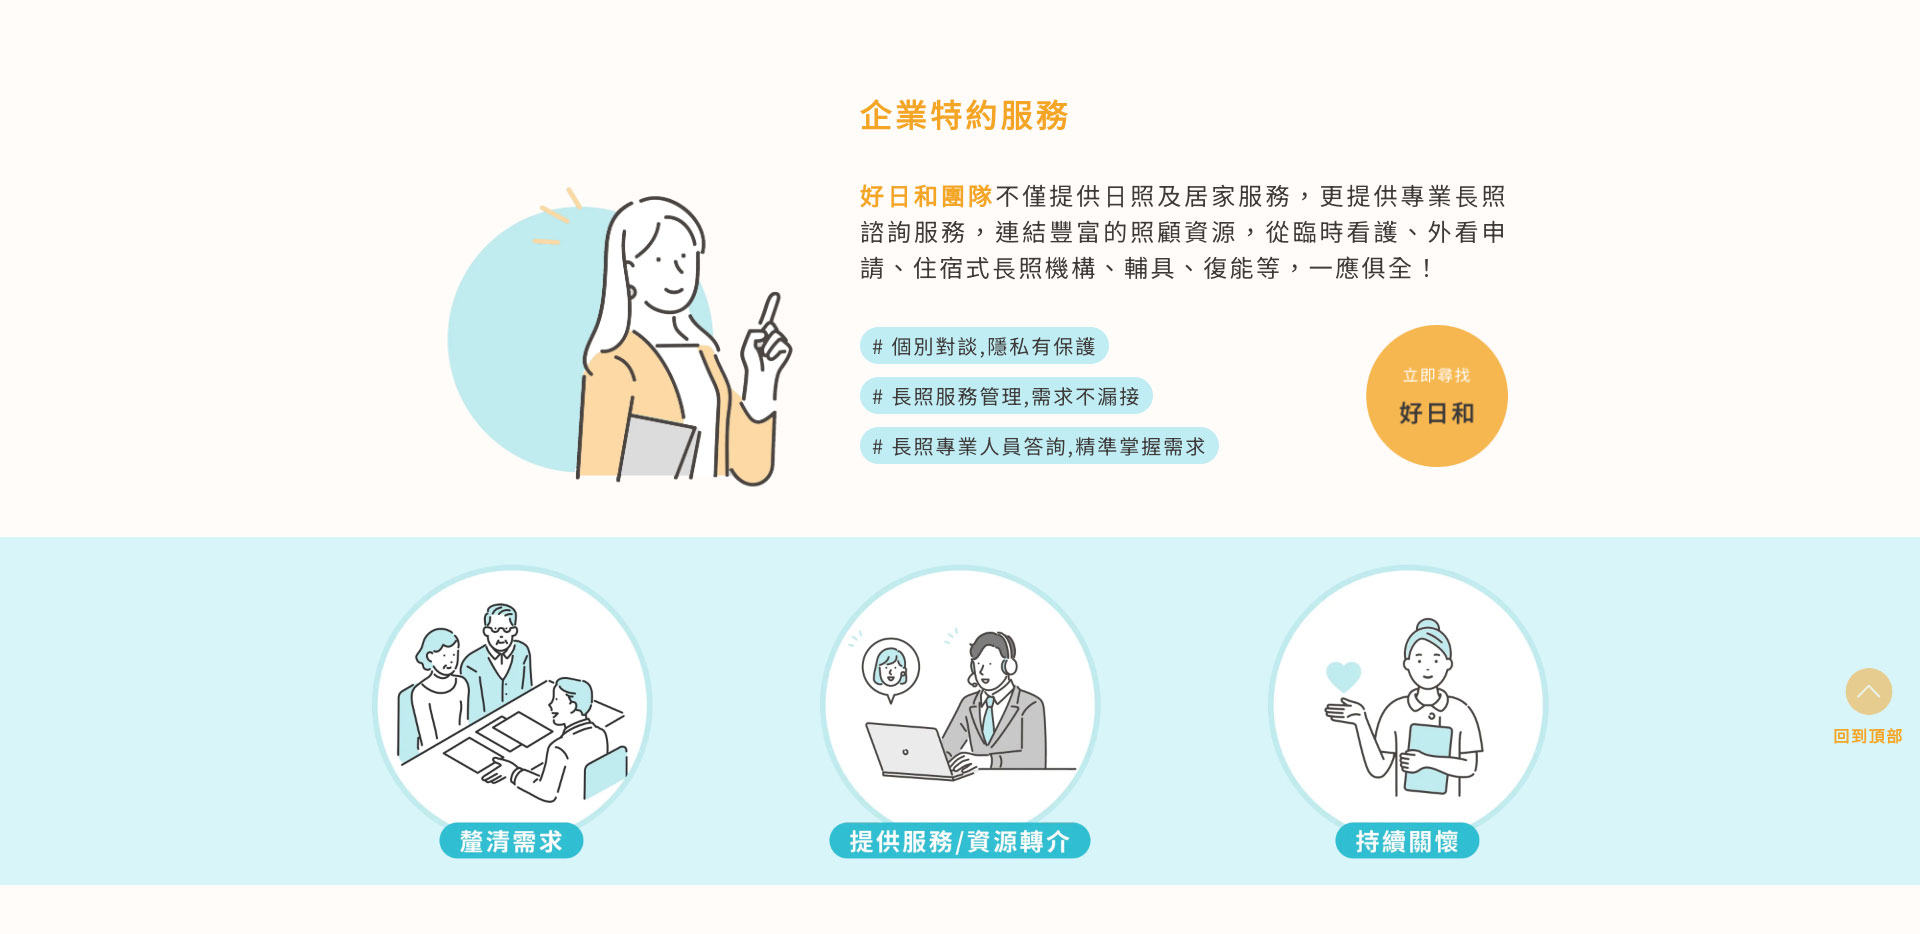 企業特約服務
好日和團隊不僅提供日照及居家服務，更提供專業長照
諮詢服務，連結豐富的照顧資源，從臨時看護、外看申
請、住宿式長照機構、輔具、復能等，一應俱全！
# 個別對談,隱私有保護
# 長照服務管理,需求不漏接
# 長照專業人員答詢,精準掌握需求
立即尋找
好日和
釐清需求
提供服務/資源轉介
持續關懷
回到頂部